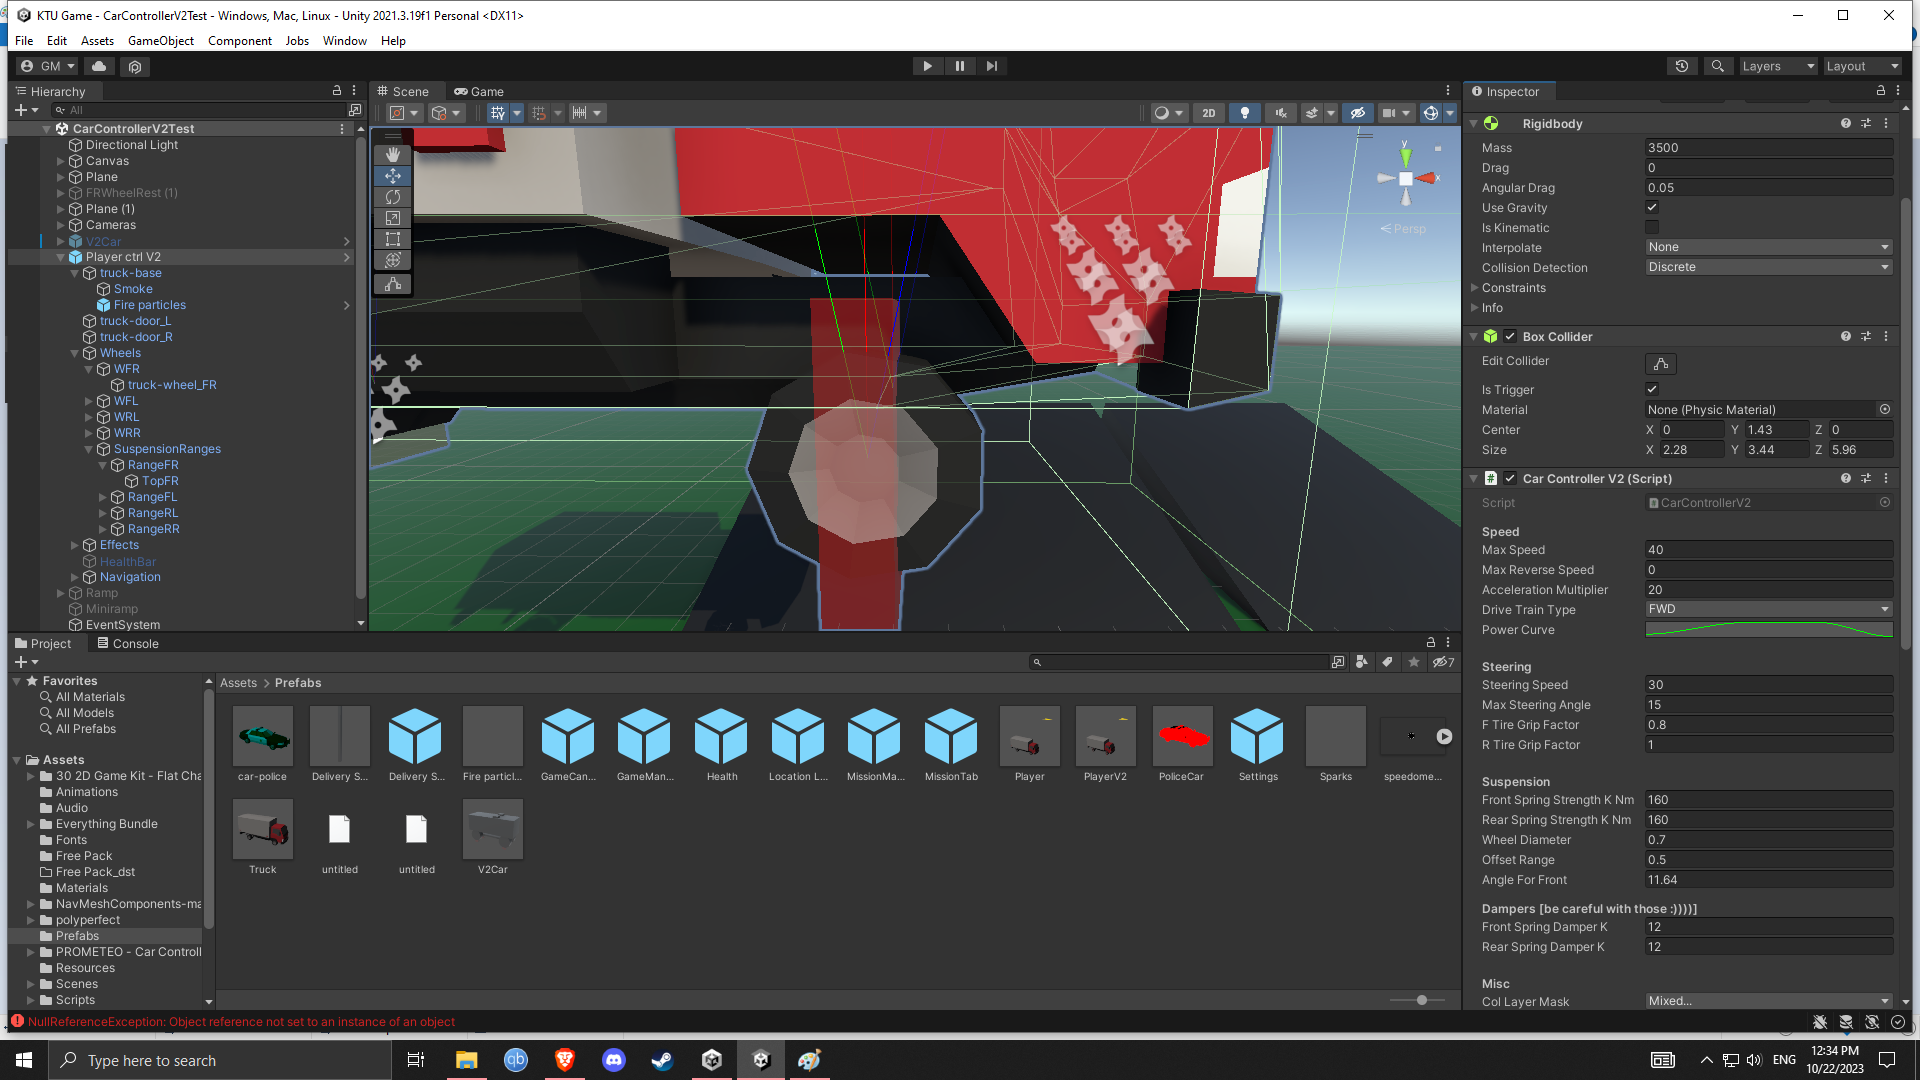 KTU Game - CarControllerV2Test - Windows, Mac, Linux - Unity 2021.3.19f1 Personal <DX11>
File Edit Assets GameObject Component Jobs Window Help
GM Layers Layout
Hierarchy
All
CarControllerV2Test
Directional Light
Canvas
Plane
FRWheelRest (1)
Plane (1)
Cameras
V2Car
Player ctrl V2
truck-base
Smoke
Fire particles
truck-door_L
truck-door_R
Wheels
WFR
truck-wheel_FR
WFL
WRL
WRR
SuspensionRanges
RangeFR
TopFR
RangeFL
RangeRL
RangeRR
Effects
HealthBar
Navigation
Ramp
Miniramp
EventSystem
Scene Game
2D
y
x
Persp
Inspector
Rigidbody
Mass 3500
Drag 0
Angular Drag 0.05
Use Gravity
Is Kinematic
Interpolate None
Collision Detection Discrete
Constraints
Info
Box Collider
Edit Collider
Is Trigger
Material None (Physic Material)
Center X 0 Y 1.43 Z 0
Size X 2.28 Y 3.44 Z 5.96
# Car Controller V2 (Script)
Script CarControllerV2
Speed
Max Speed 40
Max Reverse Speed 0
Acceleration Multiplier 20
Drive Train Type FWD
Power Curve
Steering
Steering Speed 30
Max Steering Angle 15
F Tire Grip Factor 0.8
R Tire Grip Factor 1
Suspension
Front Spring Strength K Nm 160
Rear Spring Strength K Nm 160
Wheel Diameter 0.7
Offset Range 0.5
Angle For Front 11.64
Dampers [be careful with those :))))]
Front Spring Damper K 12
Rear Spring Damper K 12
Misc
Col Layer Mask Mixed...
Project Console
7
Favorites
All Materials
All Models
All Prefabs
Assets
30 2D Game Kit - Flat Cha
Animations
Audio
Everything Bundle
Fonts
Free Pack
Free Pack_dst
Materials
NavMeshComponents-ma
polyperfect
Prefabs
PROMETEO - Car Controll
Resources
Scenes
Scripts
Assets > Prefabs
car-police Delivery S... Delivery S... Fire particl... GameCan... GameMan... Health Location L... MissionMa... MissionTab Player PlayerV2 PoliceCar Settings Sparks speedome...
Truck untitled untitled V2Car
NullReferenceException: Object reference not set to an instance of an object
Type here to search
qb
ENG
12:34 PM
10/22/2023